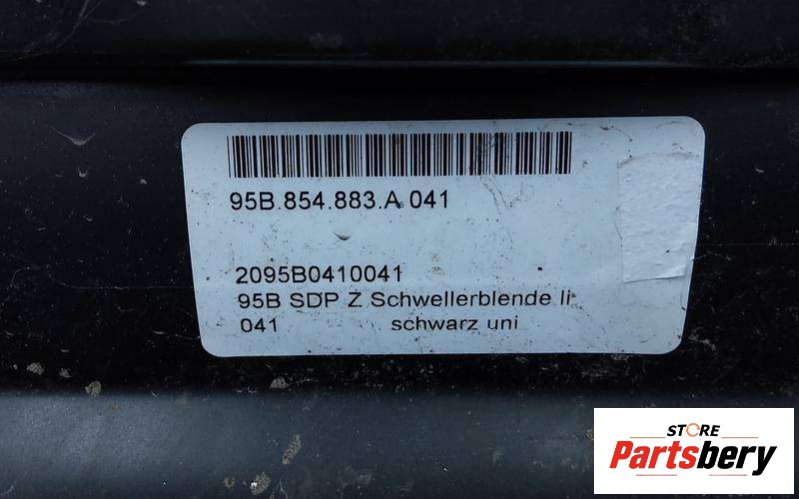 95B.854.883.A 041
2095B0410041
95B SDP Z Schwellerblende li
041 schwarz uni
STORE
Partsbery